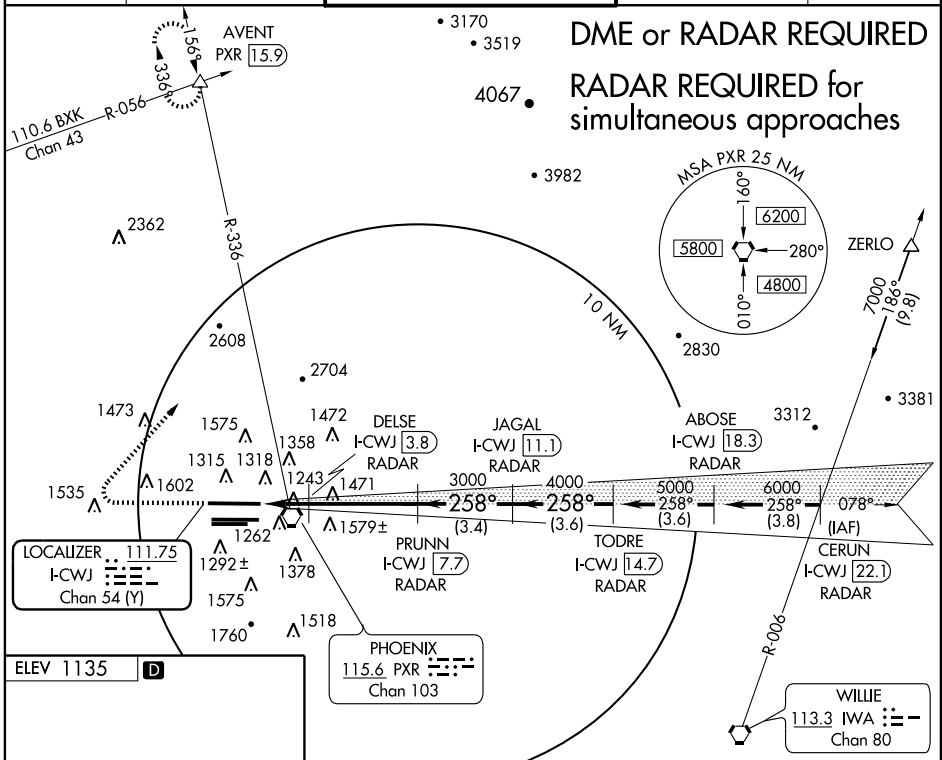 3170
3519
DME or RADAR REQUIRED
RADAR REQUIRED for
simultaneous approaches
4067
3982
AVENT
PXR 15.9
156°
336°
R-056
110.6 BXK
Chan 43
R-336
2362
MSA PXR 25 NM
160°
6200
5800
280°
4800
010°
ZERLO
7000
186°
(9.8)
10 NM
2608
2704
2830
3381
3312
1473
1575
1472
1358
1315
1318
1243
1471
1602
1535
1262
1579±
1292±
1378
1575
1760
1518
DELSE
I-CWJ 3.8
RADAR
JAGAL
I-CWJ 11.1
RADAR
ABOSE
I-CWJ 18.3
RADAR
3000
258°
(3.4)
4000
258°
(3.6)
5000
258°
(3.6)
6000
258°
(3.8)
078°
(IAF)
CERUN
I-CWJ 22.1
RADAR
PRUNN
I-CWJ 7.7
RADAR
TODRE
I-CWJ 14.7
RADAR
LOCALIZER 111.75
I-CWJ
Chan 54 (Y)
PHOENIX
115.6 PXR
Chan 103
R-006
WILLIE
113.3 IWA
Chan 80
ELEV 1135
D